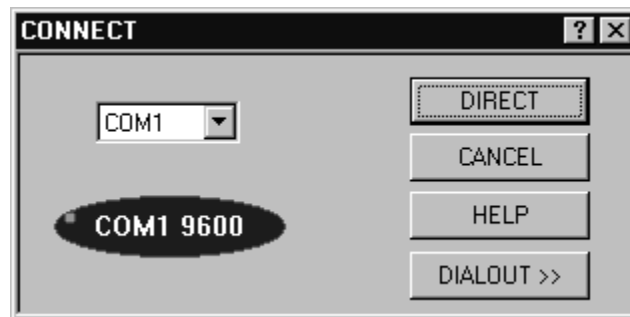 CONNECT
COM1
COM1 9600
DIRECT
CANCEL
HELP
DIALOUT >>